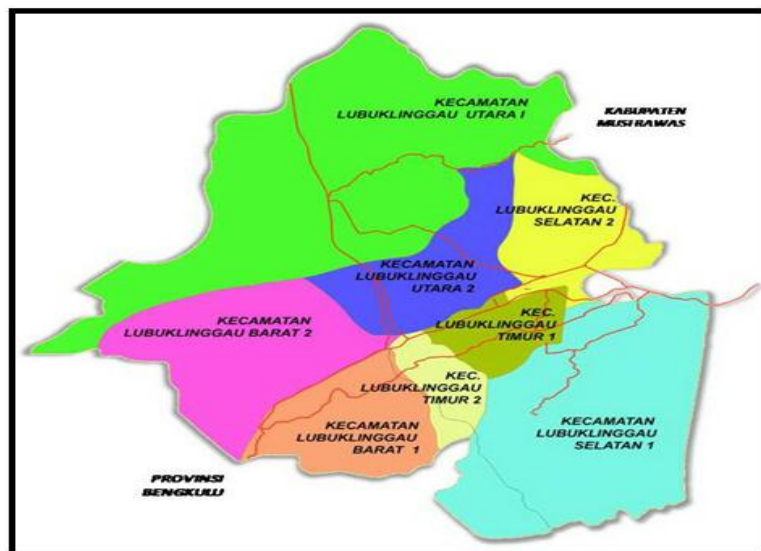 KECAMATAN
LUBUKLINGGAU UTARA I
KABUPATEN
MUSI RAWAS
KEC.
LUBUKLINGGAU
SELATAN 2
KECAMATAN
LUBUKLINGGAU
UTARA 2
KECAMATAN
LUBUKLINGGAU BARAT 2
KEC.
LUBUKLINGGAU
TIMUR 1
KEC.
LUBUKLINGGAU
TIMUR 2
KECAMATAN
LUBUKLINGGAU
BARAT 1
KECAMATAN
LUBUKLINGGAU
SELATAN 1
PROVINSI
BENGKULU